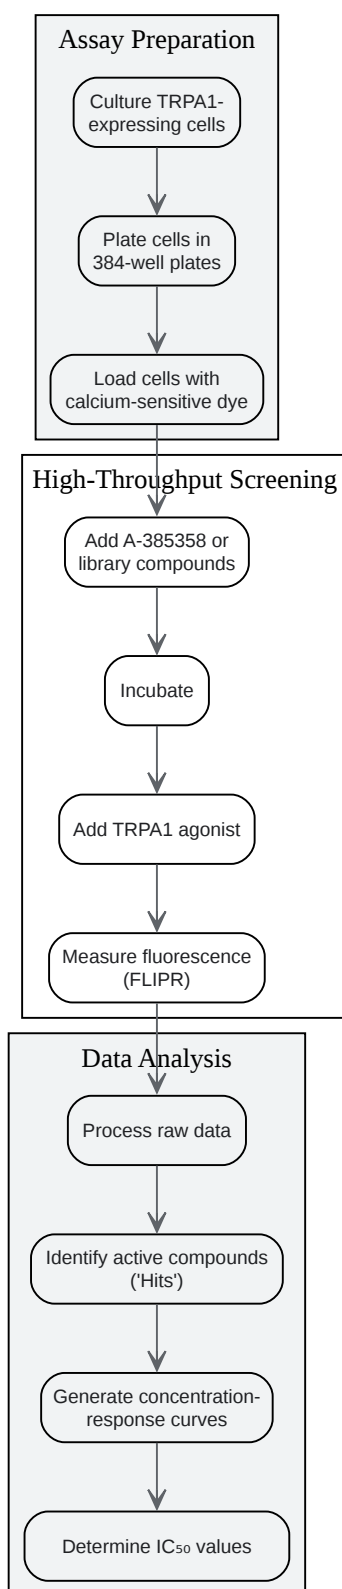 Assay Preparation
Culture TRPA1-
expressing cells
Plate cells in
384-well plates
Load cells with
calcium-sensitive dye
High-Throughput Screening
Add A-385358 or
library compounds
Incubate
Add TRPA1 agonist
Measure fluorescence
(FLIPR)
Data Analysis
Process raw data
Identify active compounds
('Hits')
Generate concentration-
response curves
Determine IC₅₀ values